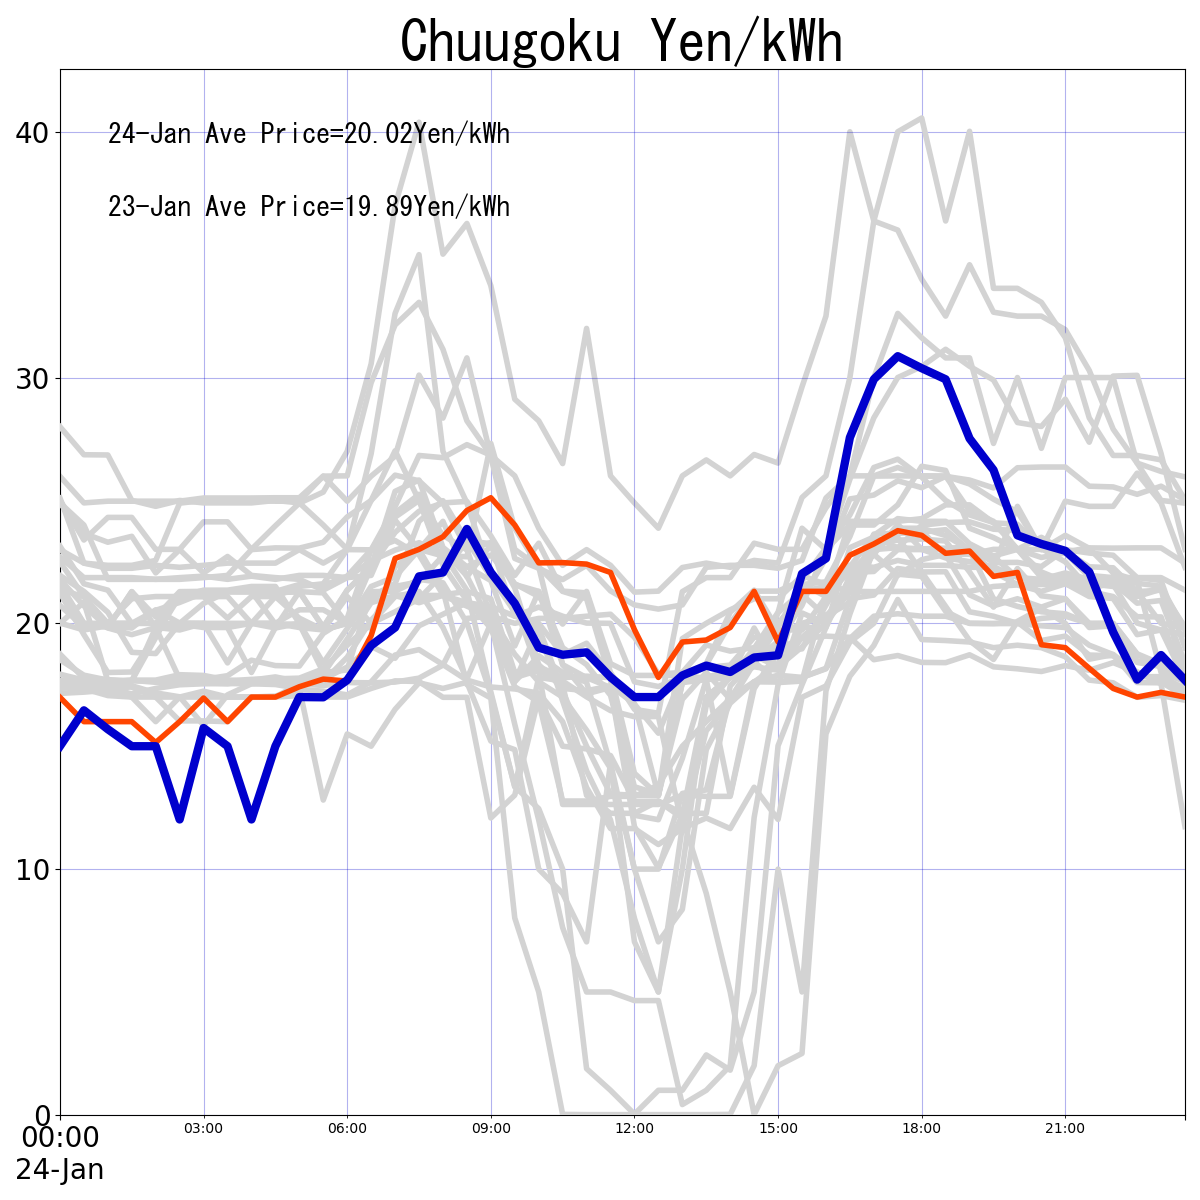 Chuugoku Yen/kWh
24-Jan Ave Price=20.02Yen/kWh
23-Jan Ave Price=19.89Yen/kWh
40
30
20
10
0
00:00 03:00 06:00 09:00 12:00 15:00 18:00 21:00
24-Jan